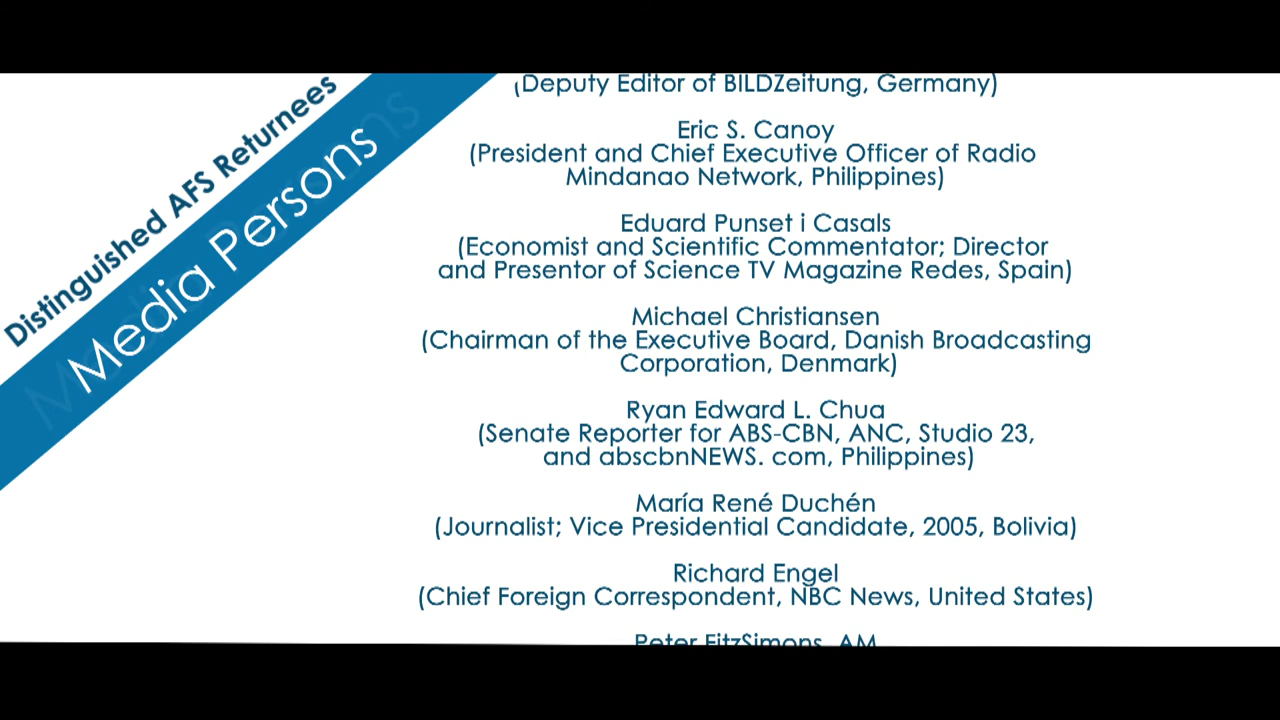 Distinguished AFS Returnees
Media Persons
(Deputy Editor of BILDZeitung, Germany)
Eric S. Canoy
(President and Chief Executive Officer of Radio
Mindanao Network, Philippines)
Eduard Punset i Casals
(Economist and Scientific Commentator; Director
and Presentor of Science TV Magazine Redes, Spain)
Michael Christiansen
(Chairman of the Executive Board, Danish Broadcasting
Corporation, Denmark)
Ryan Edward L. Chua
(Senate Reporter for ABS-CBN, ANC, Studio 23,
and abscbnNEWS. com, Philippines)
María René Duchén
(Journalist; Vice Presidential Candidate, 2005, Bolivia)
Richard Engel
(Chief Foreign Correspondent, NBC News, United States)
Peter FitzSimons, AM